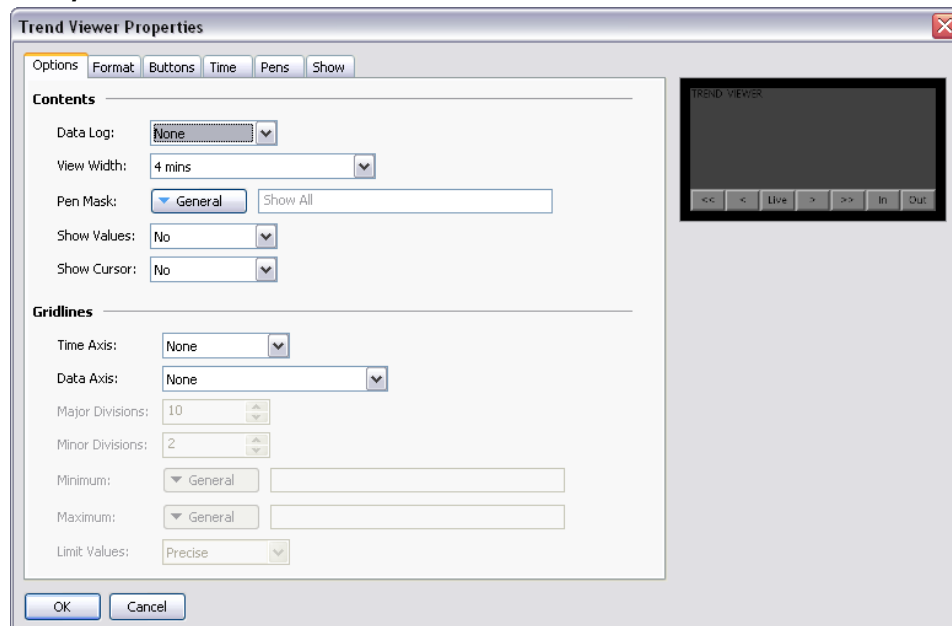 Trend Viewer Properties
Options Format Buttons Time Pens Show
Contents
Data Log: None
View Width: 4 mins
Pen Mask: General Show All
Show Values: No
Show Cursor: No
Gridlines
Time Axis: None
Data Axis: None
Major Divisions: 10
Minor Divisions: 2
Minimum: General
Maximum: General
Limit Values: Precise
OK Cancel
TREND VIEWER
<< < Live > >> In Out